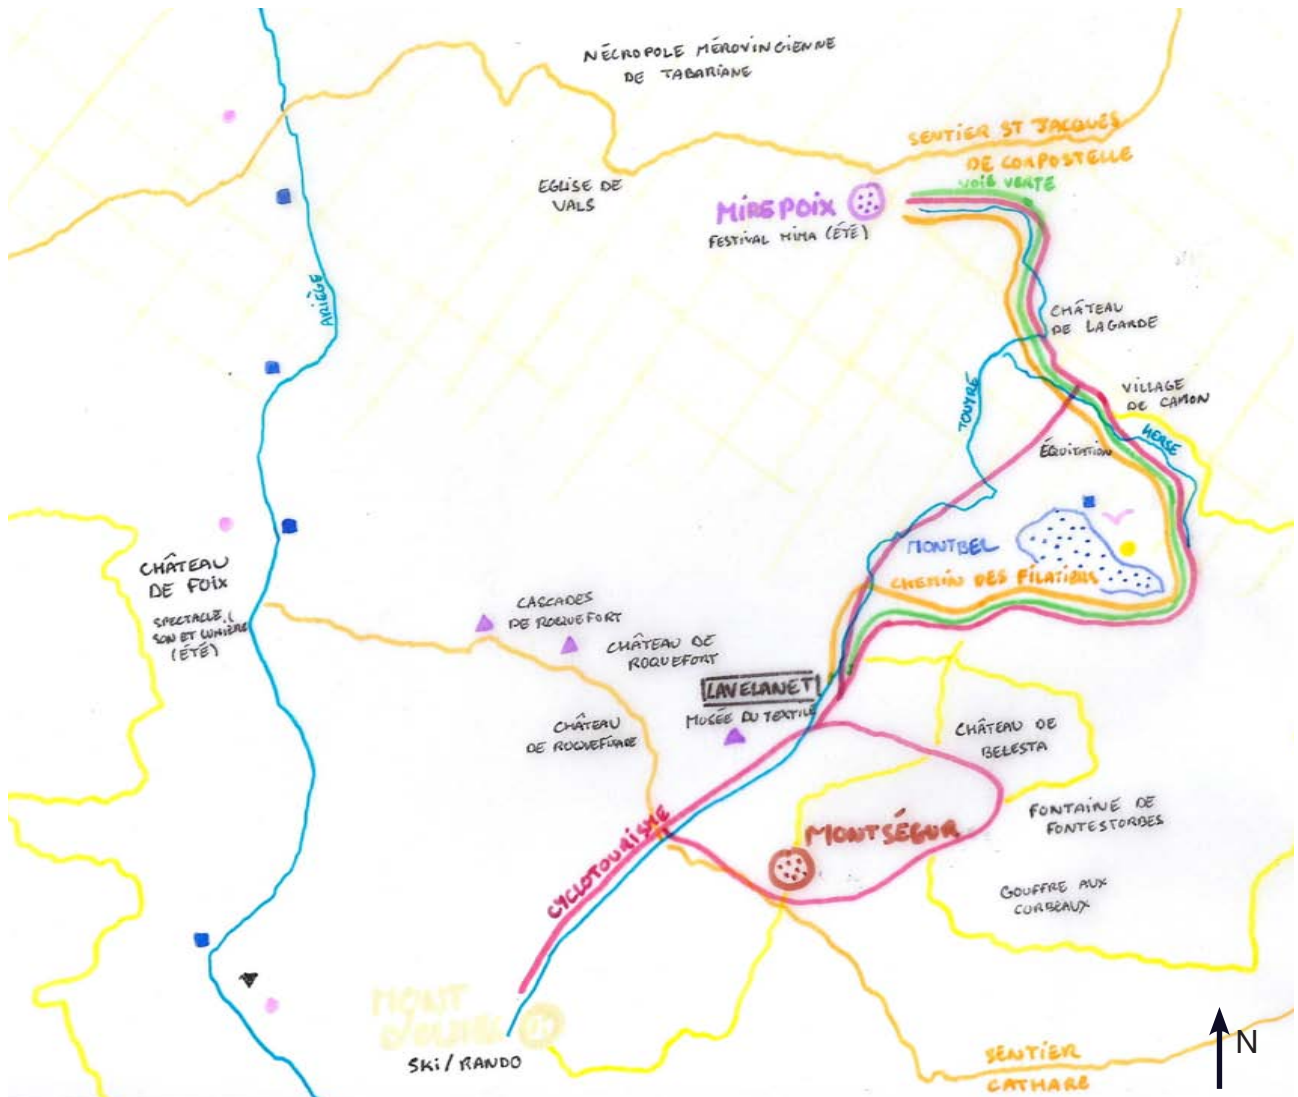 NÉCROPOLE MÉROVINGIENNE
DE TABARIANE
SENTIER ST JACQUES
DE COMPOSTELLE
VOIE VERTE
EGLISE DE
VALS
MIREPOIX
FESTIVAL MIMA (ÉTÉ)
ARIÈGE
CHÂTEAU
DE LAGARDE
VILLAGE
DE CAMON
TOUYRE
HERSE
ÉQUITATION
MONTBEL
CHEMIN DES FILATIERS
CHÂTEAU
DE FOIX
SPECTACLE
SON ET LUMIÈRE
(ÉTÉ)
CASCADES
DE ROQUEFORT
CHÂTEAU DE
ROQUEFORT
LAVELANET
MUSÉE DU TEXTILE
CHÂTEAU
DE ROQUEFIXADE
CHÂTEAU DE
BELESTA
FONTAINE DE
FONTESTORBES
MONTSÉGUR
CYCLOTOURISME
GOUFFRE AUX
CORBEAUX
MONT
SKI/RANDO
SENTIER
CATHARE
N